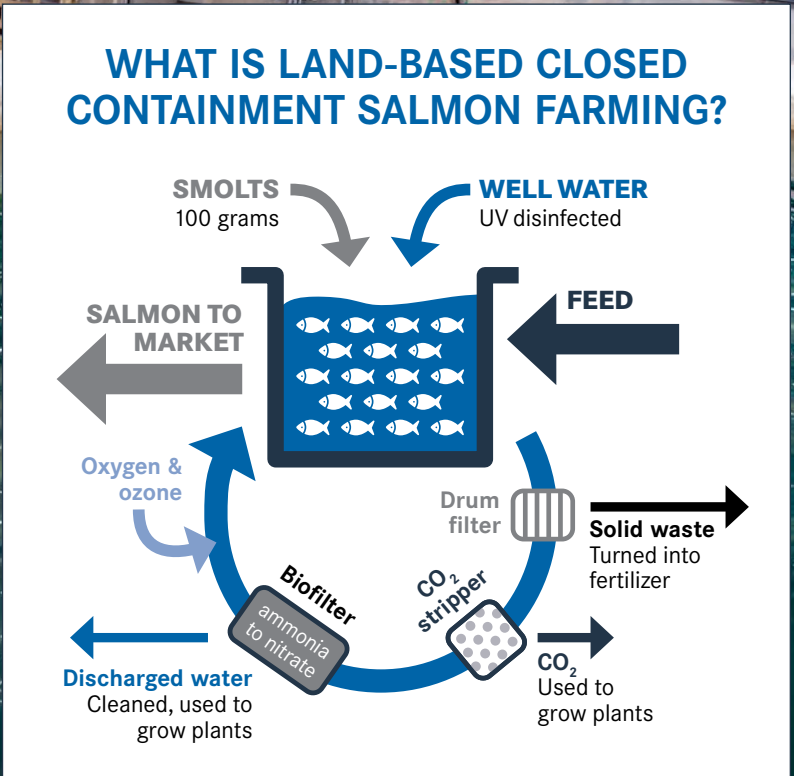 WHAT IS LAND-BASED CLOSED
CONTAINMENT SALMON FARMING?
SMOLTS
100 grams
WELL WATER
UV disinfected
SALMON TO
MARKET
FEED
Oxygen &
ozone
Drum
filter
Solid waste
Turned into
fertilizer
Biofilter
ammonia
to nitrate
CO₂
stripper
Discharged water
Cleaned, used to
grow plants
CO₂
Used to
grow plants